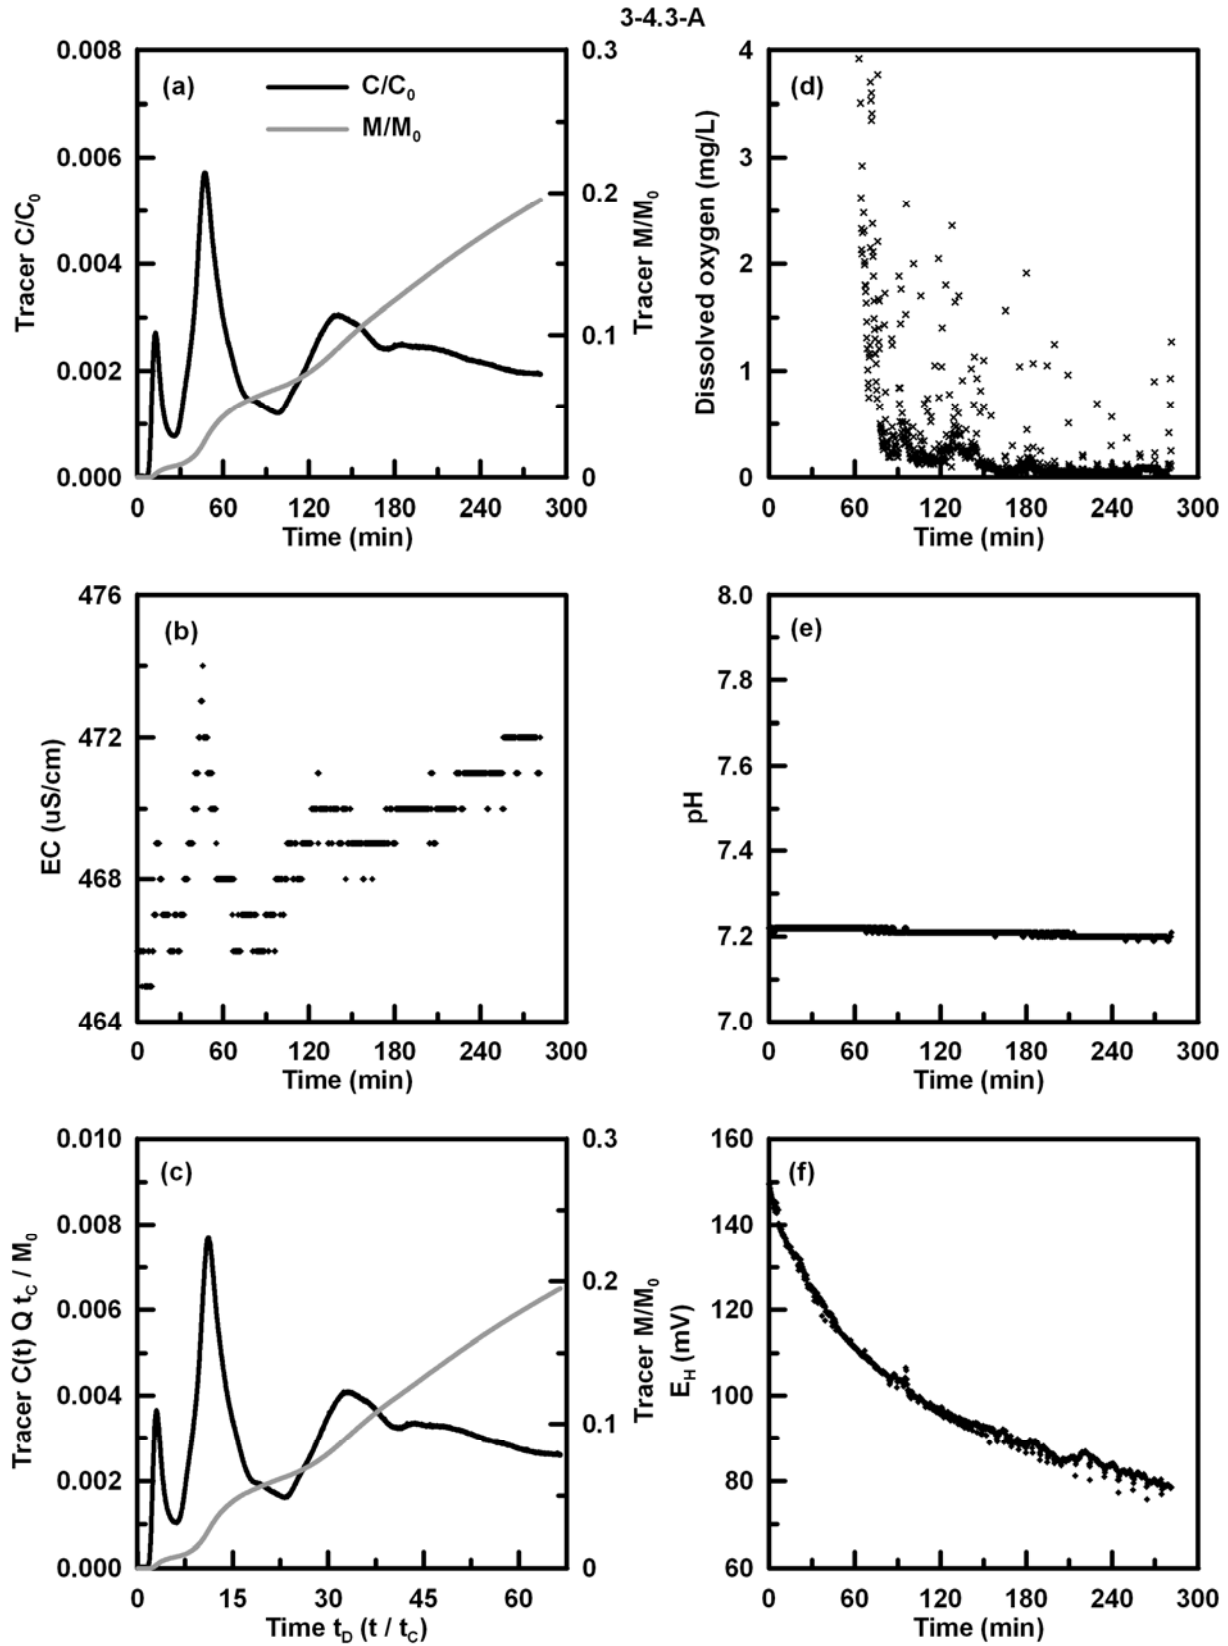 3-4.3-A
(a)
C/C₀
M/M₀
0.008
0.006
0.004
0.002
0.000
Tracer C/C₀
0.3
0.2
0.1
0
Tracer M/M₀
0 60 120 180 240 300
Time (min)
(d)
4
3
2
1
0
Dissolved oxygen (mg/L)
0 60 120 180 240 300
Time (min)
(b)
476
472
468
464
EC (uS/cm)
0 60 120 180 240 300
Time (min)
(e)
8.0
7.8
7.6
7.4
7.2
7.0
pH
0 60 120 180 240 300
Time (min)
(c)
0.010
0.008
0.006
0.004
0.002
0.000
Tracer C(t) Q t_C / M₀
0.3
0.2
0.1
0
Tracer M/M₀
0 15 30 45 60
Time t_D (t / t_C)
(f)
160
140
120
100
80
60
E_H (mV)
0 60 120 180 240 300
Time (min)